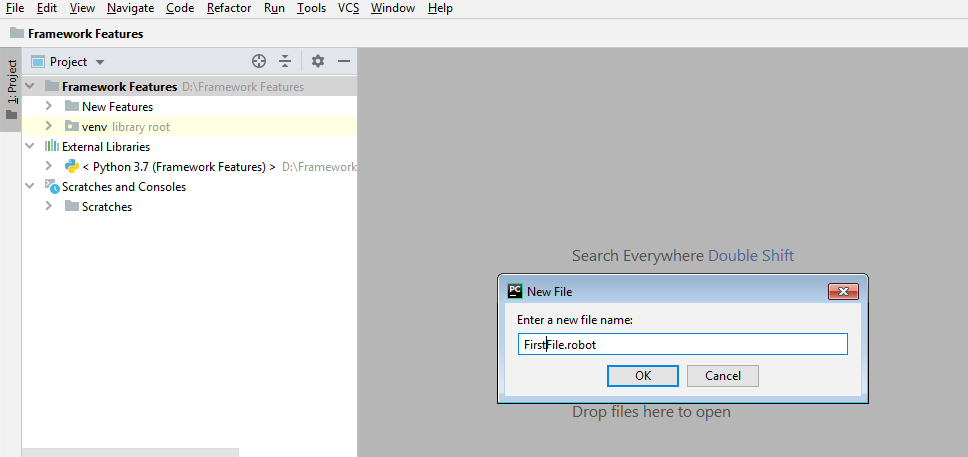 File Edit View Navigate Code Refactor Run Tools VCS Window Help
Framework Features
1: Project
Project
Framework Features D:\Framework Features
New Features
venv library root
External Libraries
< Python 3.7 (Framework Features) > D:\Framework
Scratches and Consoles
Scratches
Search Everywhere Double Shift
PC New File
Enter a new file name:
FirstFile.robot
OK Cancel
Drop files here to open